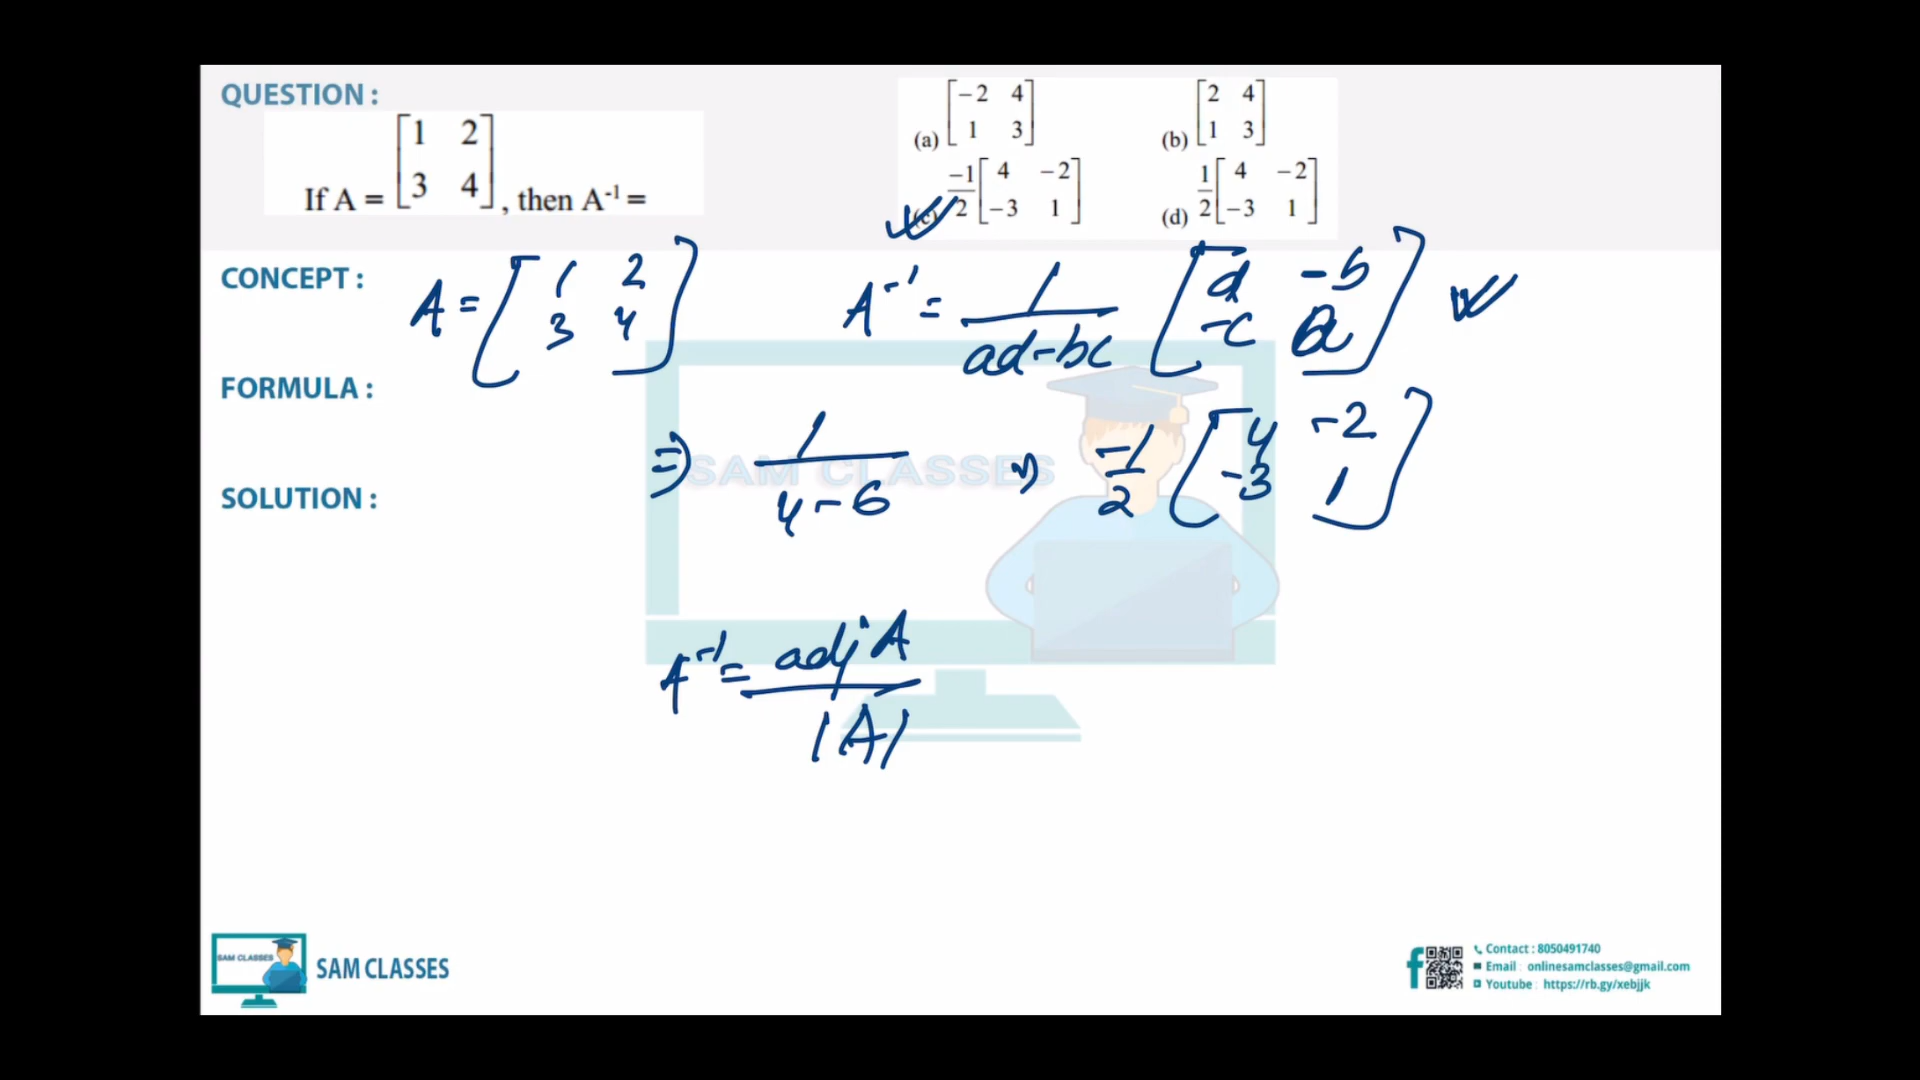 QUESTION :
If A = [1 2
3 4], then A⁻¹ =
(a) [-2 4
1 3]
(b) [2 4
1 3]
(c) -1/2 [4 -2
-3 1]
(d) 1/2 [4 -2
-3 1]
CONCEPT :
A = [1 2
3 4]
A⁻¹ = 1/(ad-bc) [d -b
-c a]
FORMULA :
⇒ 1/(4-6) ⇒ -1/2 [4 -2
-3 1]
SAM CLASSES
SOLUTION :
A⁻¹ = adj A / |A|
SAM CLASSES
SAM CLASSES
Contact : 8050491740
Email : onlinesamclasses@gmail.com
Youtube : https://rb.gy/xebjjk